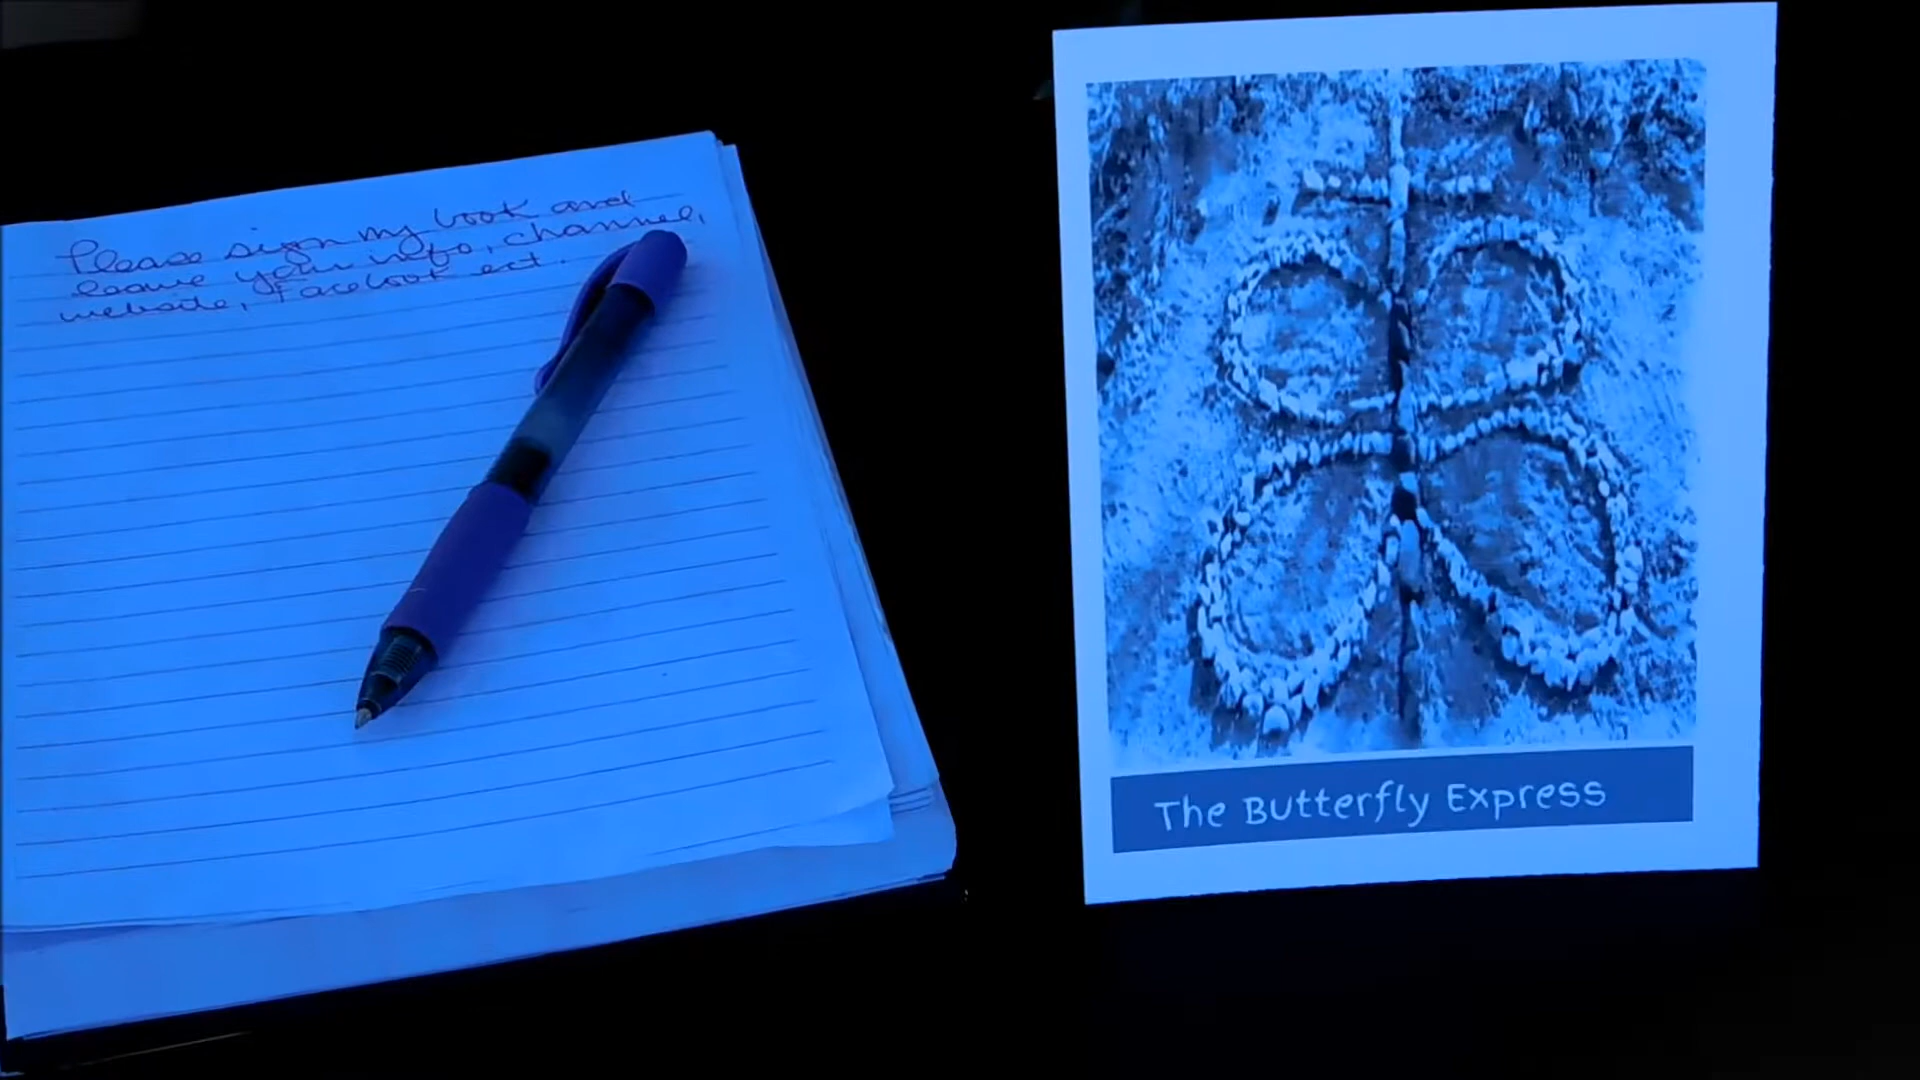 Please sign my book and
leave your info, channel,
website, Facebook ect.
The Butterfly Express